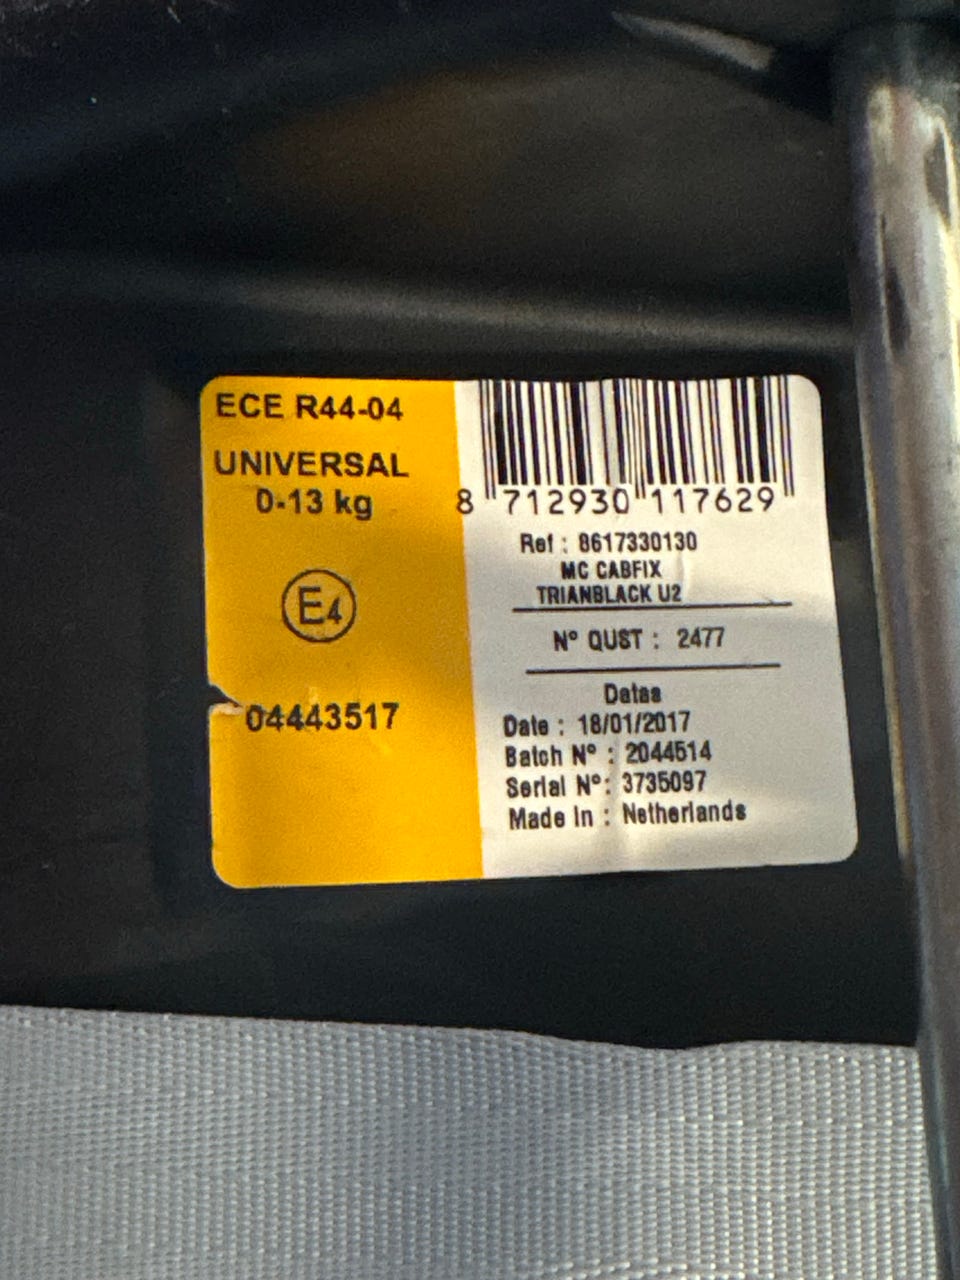 ECE R44-04
UNIVERSAL
0-13 kg
E4
04443517
8 712930 117629
Ref : 8617330130
MC CABFIX
TRIANBLACK U2
N° QUST : 2477
Datas
Date : 18/01/2017
Batch N° : 2044514
Serial N°: 3735097
Made In : Netherlands